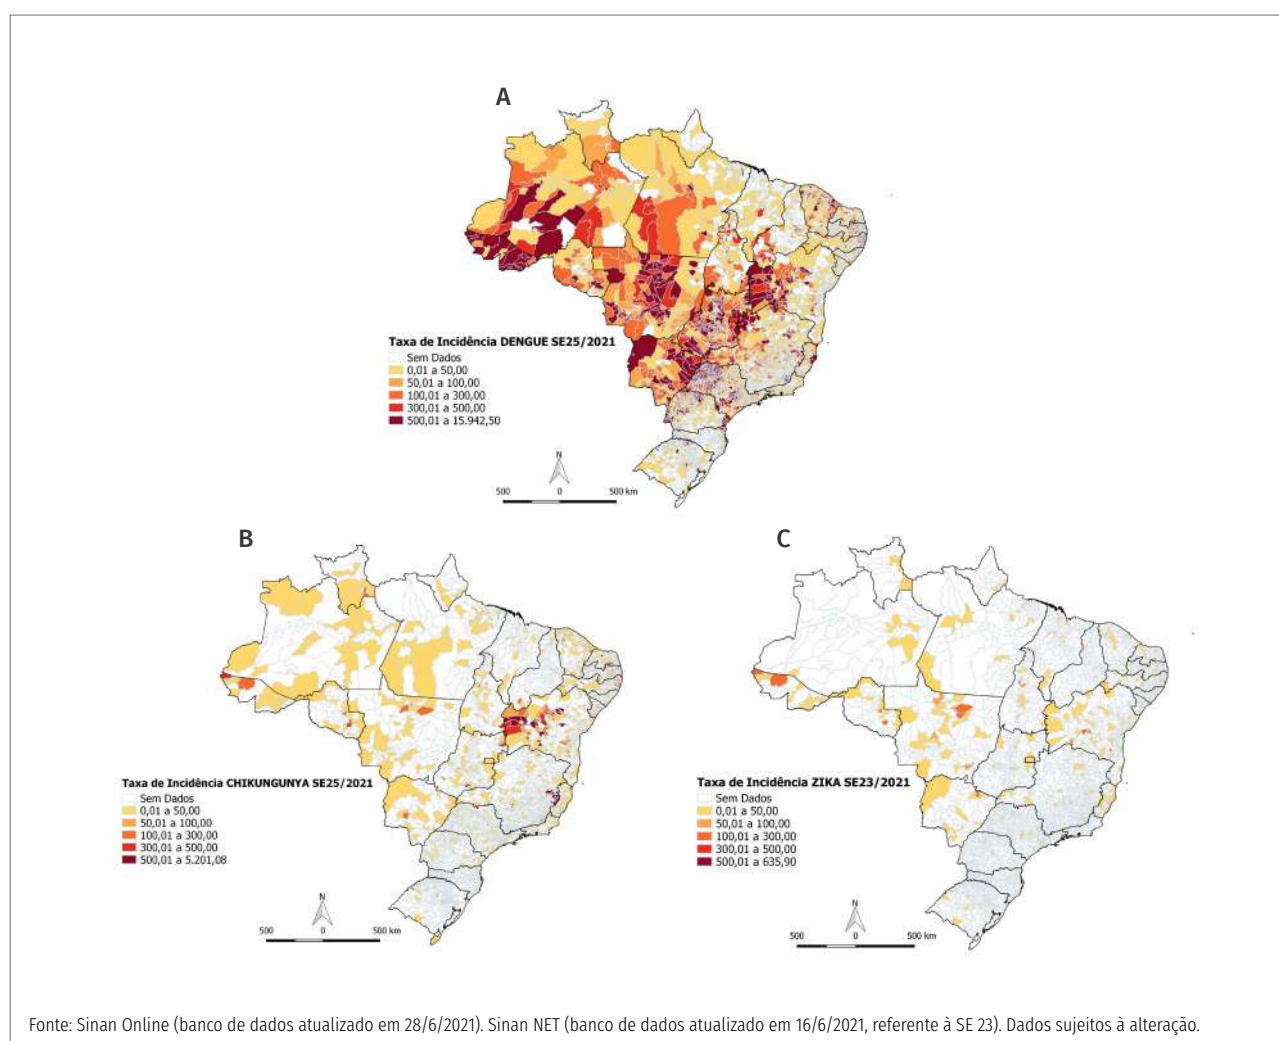 A
Taxa de Incidência DENGUE SE25/2021
Sem Dados
0,01 a 50,00
50,01 a 100,00
100,01 a 300,00
300,01 a 500,00
500,01 a 15.942,50
N
500 0 500 km
B
Taxa de Incidência CHIKUNGUNYA SE25/2021
Sem Dados
0,01 a 50,00
50,01 a 100,00
100,01 a 300,00
300,01 a 500,00
500,01 a 5.201,08
N
500 0 500 km
C
Taxa de Incidência ZIKA SE23/2021
Sem Dados
0,01 a 50,00
50,01 a 100,00
100,01 a 300,00
300,01 a 500,00
500,01 a 635,90
N
500 0 500 km
Fonte: Sinan Online (banco de dados atualizado em 28/6/2021). Sinan NET (banco de dados atualizado em 16/6/2021, referente à SE 23). Dados sujeitos à alteração.